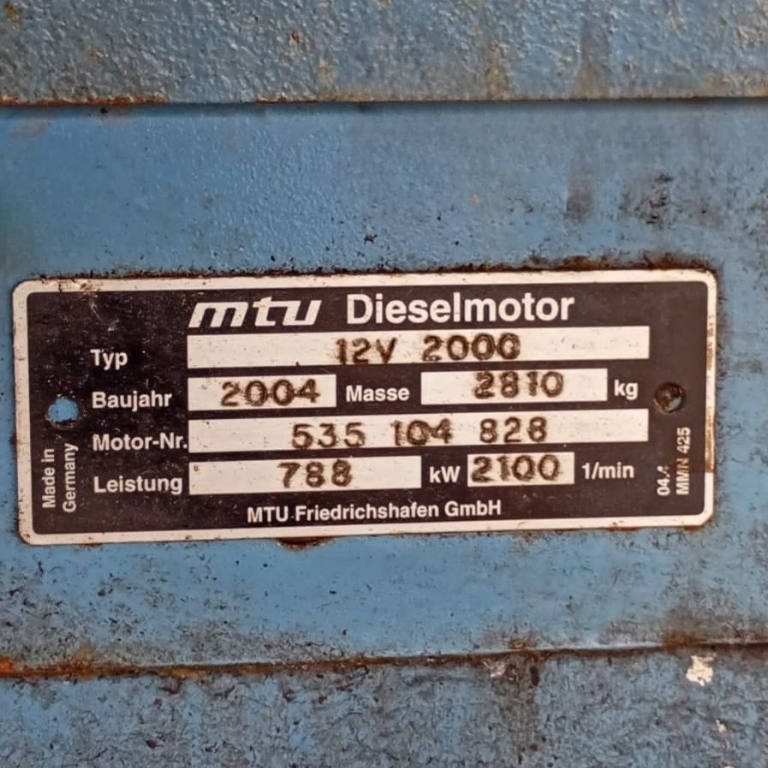 mtu Dieselmotor
Typ 12V 2000
Baujahr 2004 Masse 2810 kg
Motor-Nr. 535 104 828
Leistung 788 kW 2100 1/min
MTU Friedrichshafen GmbH
Made in
Germany
MMN 425